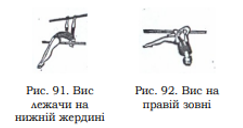 Рис. 91. Вис
лежачи на
нижній жердині
Рис. 92. Вис на
правій зовні